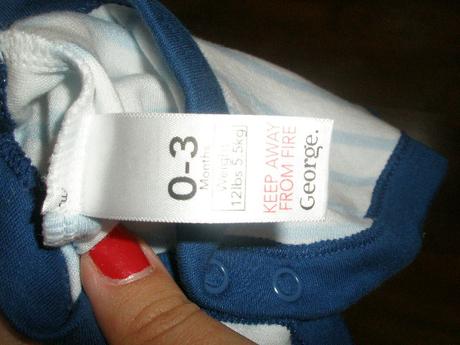 0-3
Months
Weight
12lbs 5.5kg
KEEP AWAY
FROM FIRE
George.